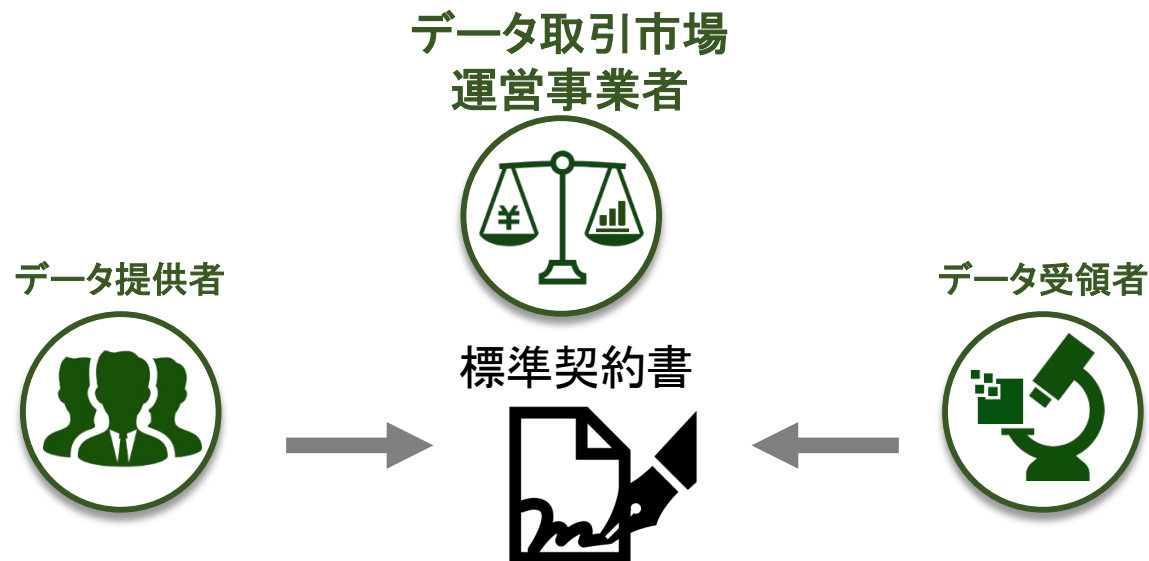 データ取引市場
運営事業者
¥
データ提供者
データ受領者
標準契約書